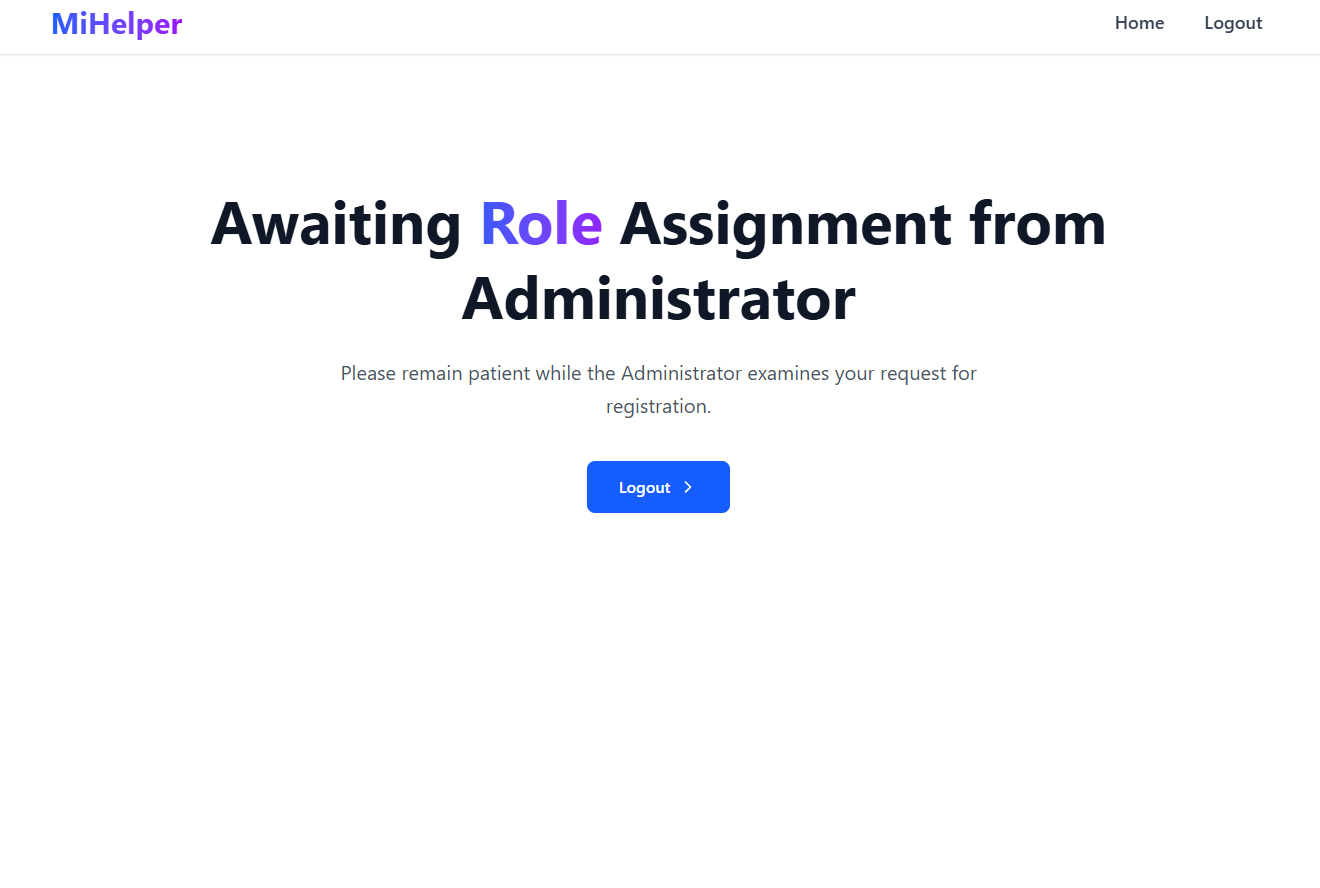 MiHelper
Home
Logout
Awaiting Role Assignment from
Administrator
Please remain patient while the Administrator examines your request for
registration.
Logout